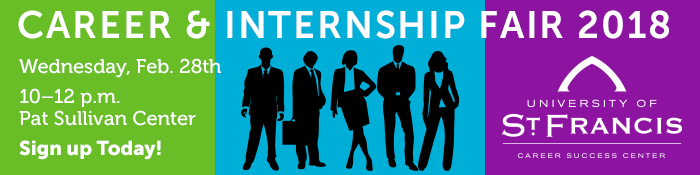 CAREER & INTERNSHIP FAIR 2018
Wednesday, Feb. 28th
10–12 p.m.
Pat Sullivan Center
Sign up Today!
UNIVERSITY OF
ST. FRANCIS
CAREER SUCCESS CENTER